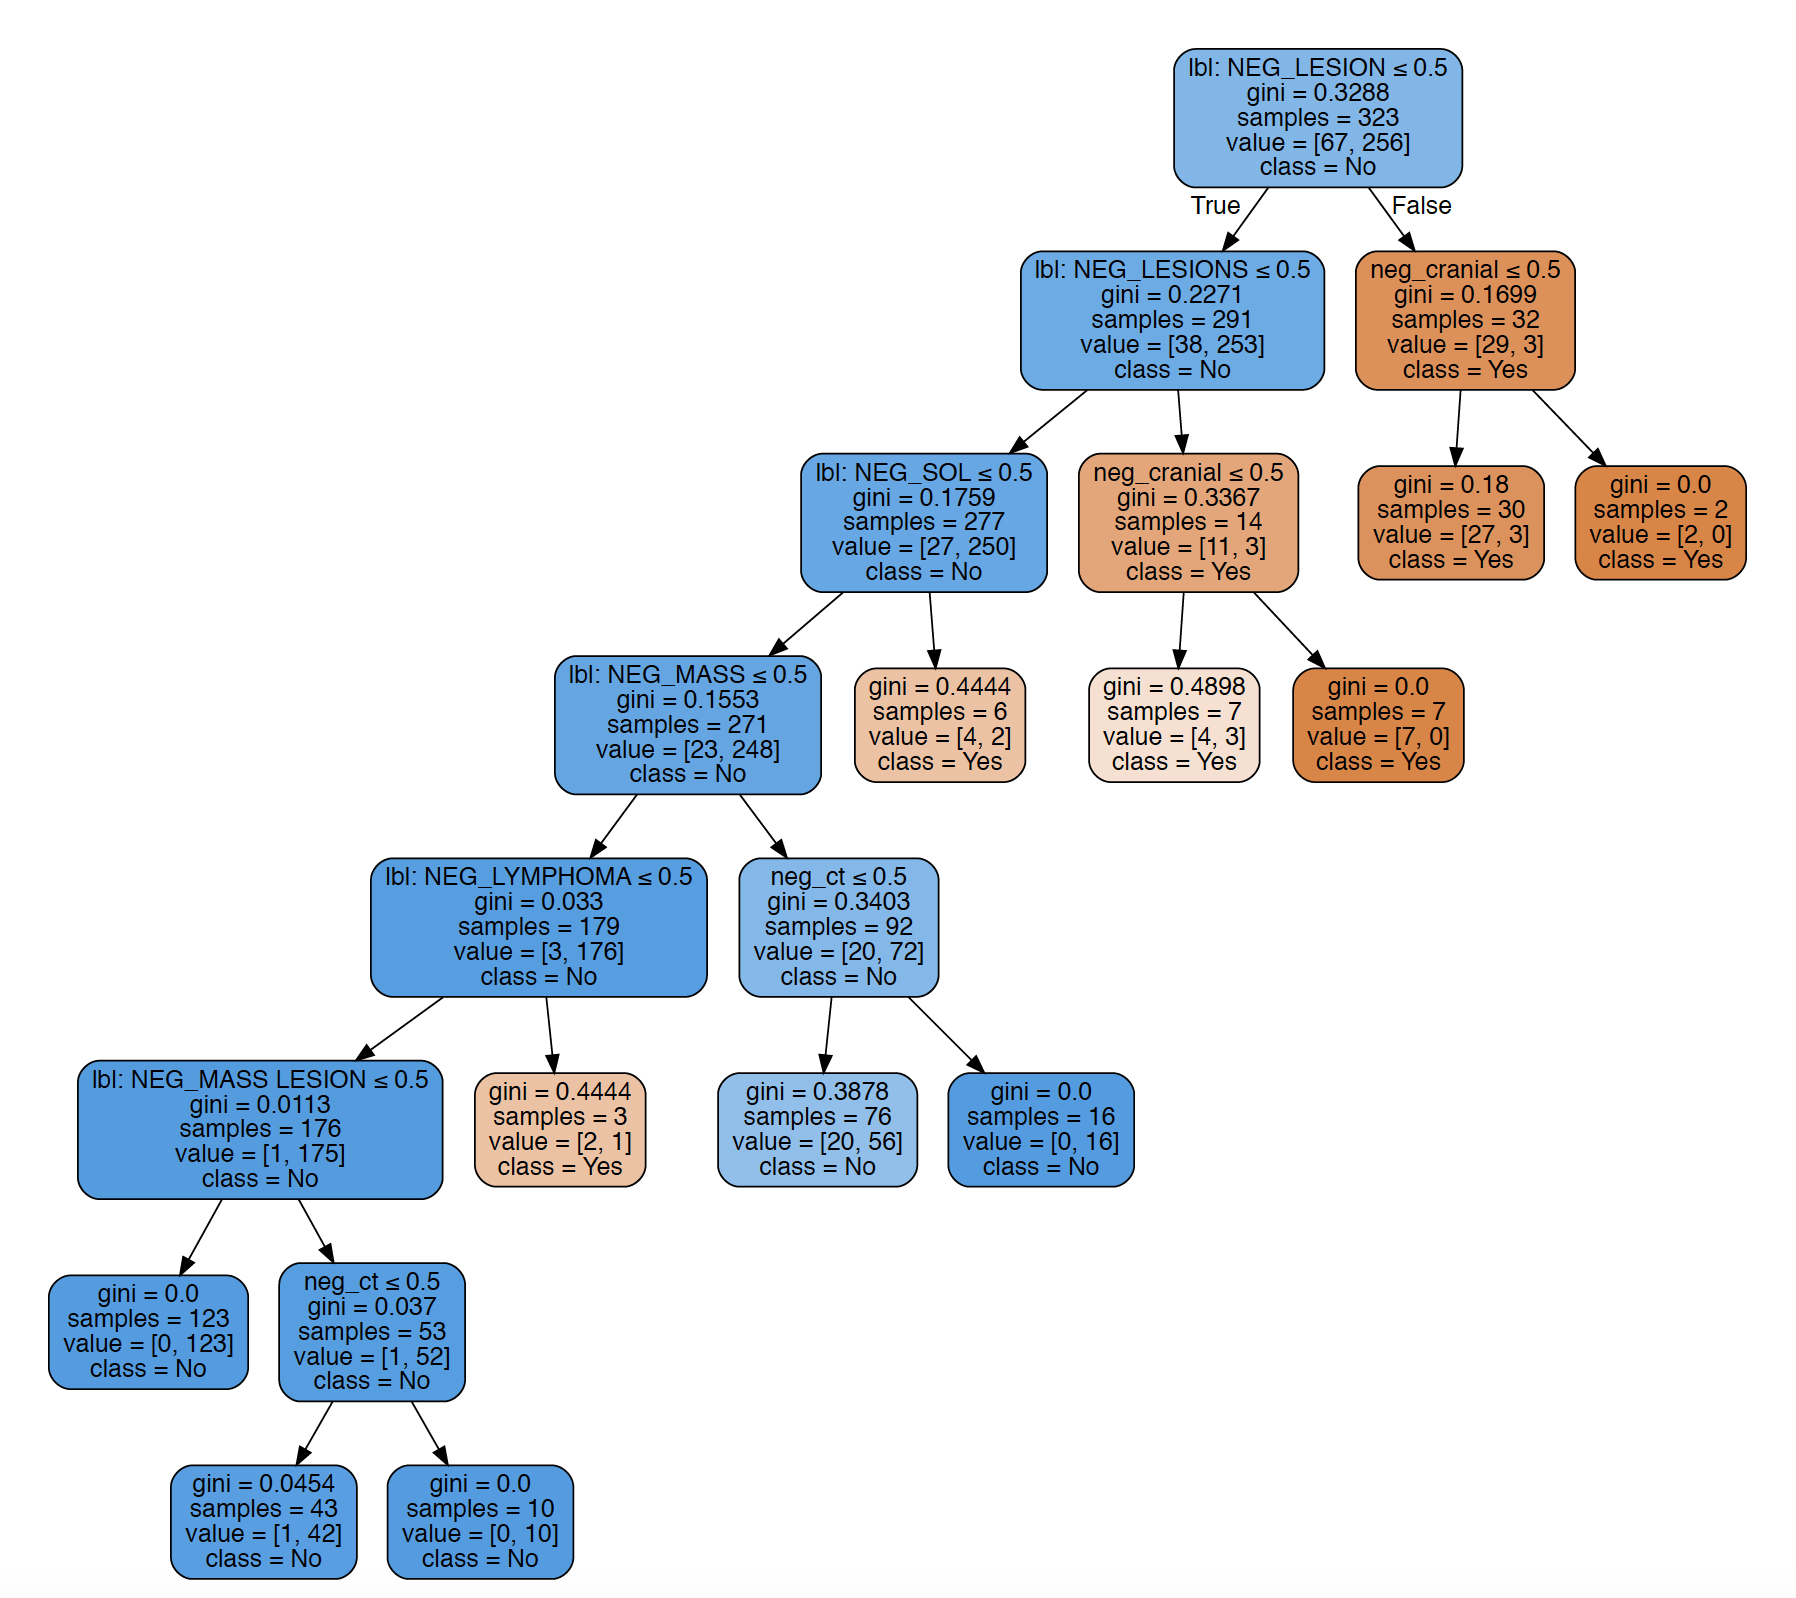 lbl: NEG_LESION ≤ 0.5
gini = 0.3288
samples = 323
value = [67, 256]
class = No
True
False
lbl: NEG_LESIONS ≤ 0.5
gini = 0.2271
samples = 291
value = [38, 253]
class = No
neg_cranial ≤ 0.5
gini = 0.1699
samples = 32
value = [29, 3]
class = Yes
lbl: NEG_SOL ≤ 0.5
gini = 0.1759
samples = 277
value = [27, 250]
class = No
neg_cranial ≤ 0.5
gini = 0.3367
samples = 14
value = [11, 3]
class = Yes
gini = 0.18
samples = 30
value = [27, 3]
class = Yes
gini = 0.0
samples = 2
value = [2, 0]
class = Yes
lbl: NEG_MASS ≤ 0.5
gini = 0.1553
samples = 271
value = [23, 248]
class = No
gini = 0.4444
samples = 6
value = [4, 2]
class = Yes
gini = 0.4898
samples = 7
value = [4, 3]
class = Yes
gini = 0.0
samples = 7
value = [7, 0]
class = Yes
lbl: NEG_LYMPHOMA ≤ 0.5
gini = 0.033
samples = 179
value = [3, 176]
class = No
neg_ct ≤ 0.5
gini = 0.3403
samples = 92
value = [20, 72]
class = No
lbl: NEG_MASS LESION ≤ 0.5
gini = 0.0113
samples = 176
value = [1, 175]
class = No
gini = 0.4444
samples = 3
value = [2, 1]
class = Yes
gini = 0.3878
samples = 76
value = [20, 56]
class = No
gini = 0.0
samples = 16
value = [0, 16]
class = No
gini = 0.0
samples = 123
value = [0, 123]
class = No
neg_ct ≤ 0.5
gini = 0.037
samples = 53
value = [1, 52]
class = No
gini = 0.0454
samples = 43
value = [1, 42]
class = No
gini = 0.0
samples = 10
value = [0, 10]
class = No